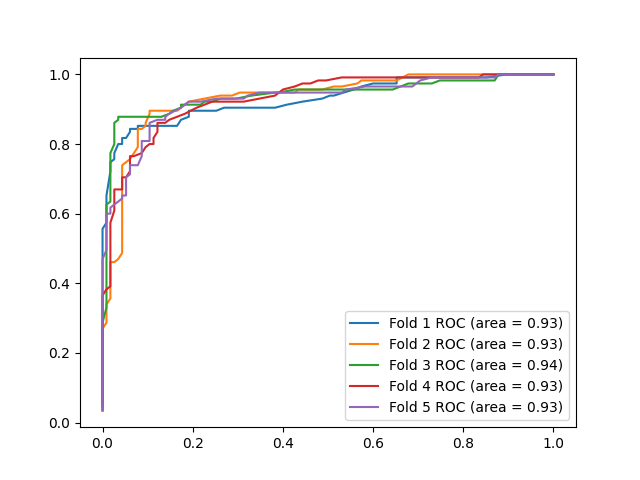 1.0
0.8
0.6
0.4
0.2
0.0
0.0 0.2 0.4 0.6 0.8 1.0
Fold 1 ROC (area = 0.93)
Fold 2 ROC (area = 0.93)
Fold 3 ROC (area = 0.94)
Fold 4 ROC (area = 0.93)
Fold 5 ROC (area = 0.93)